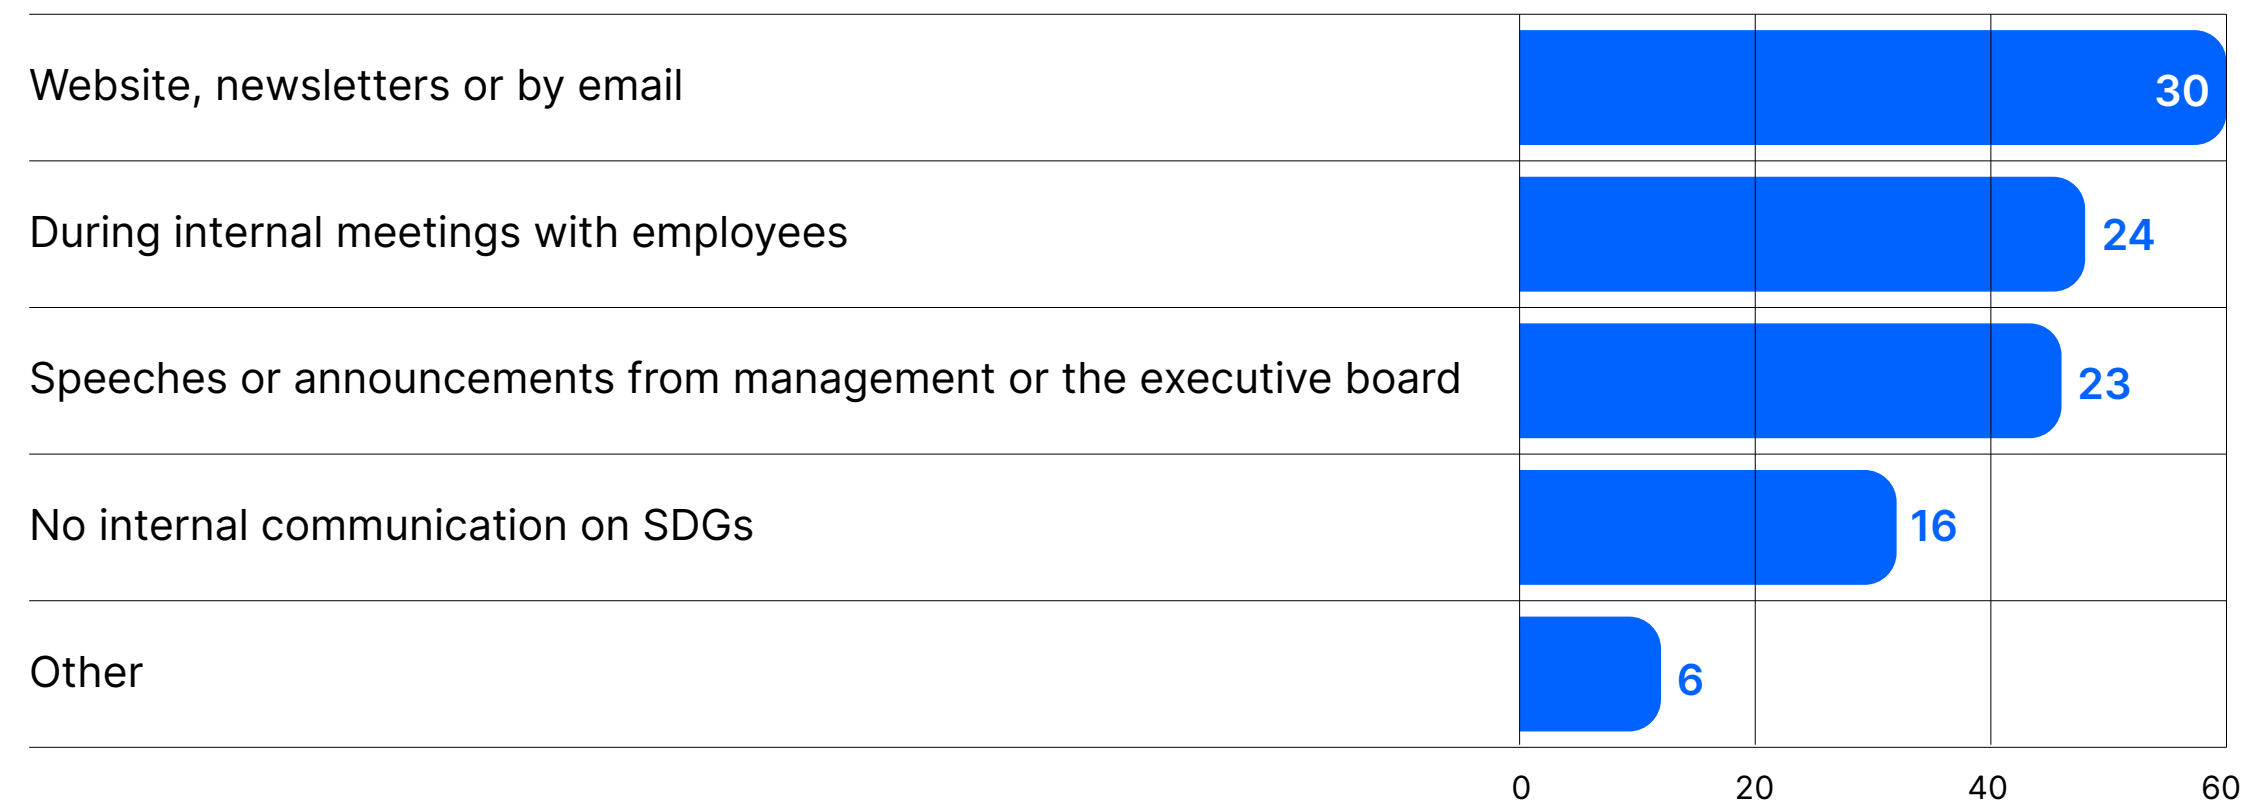 Website, newsletters or by email
30
During internal meetings with employees
24
Speeches or announcements from management or the executive board
23
No internal communication on SDGs
16
Other
6
0 20 40 60